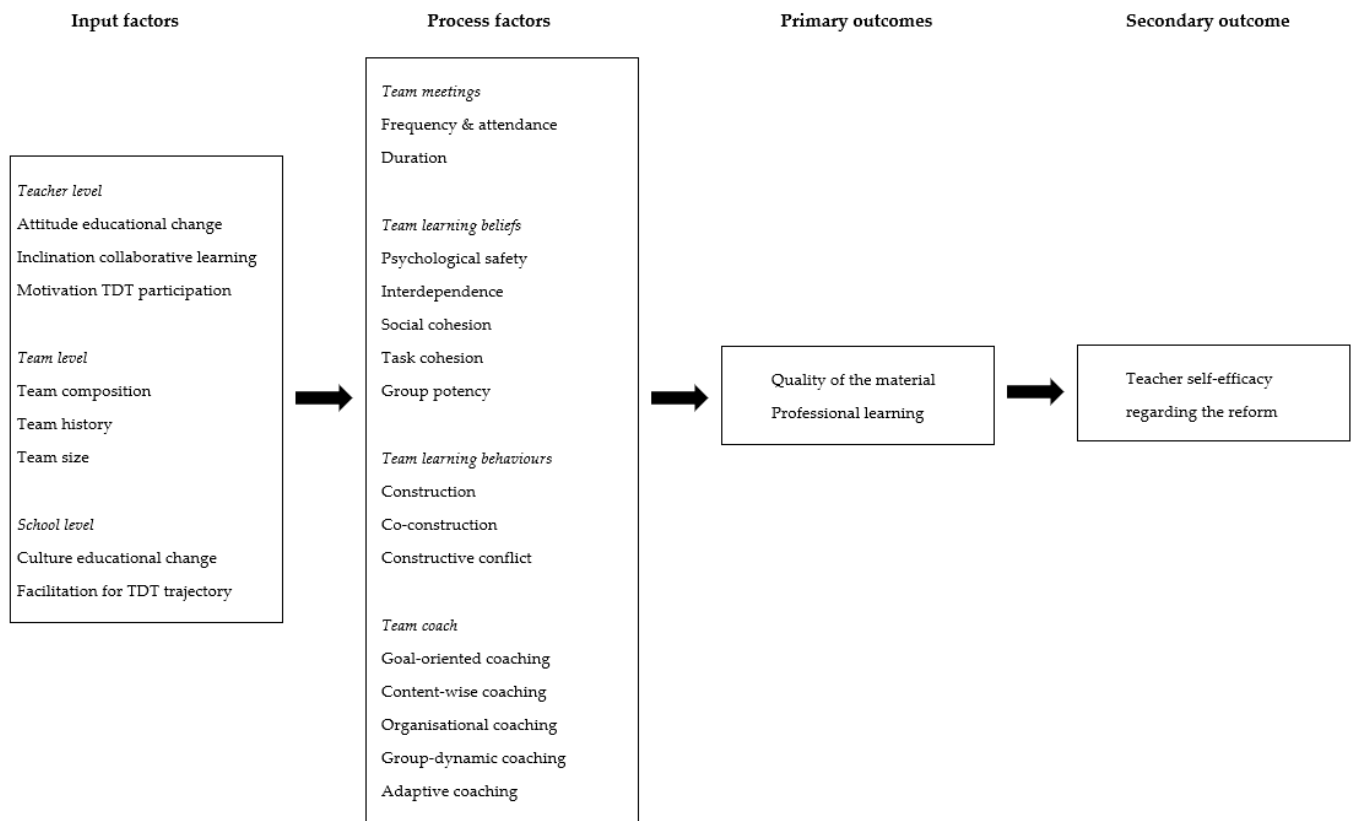 Input factors
Teacher level
Attitude educational change
Inclination collaborative learning
Motivation TDT participation
Team level
Team composition
Team history
Team size
School level
Culture educational change
Facilitation for TDT trajectory
Process factors
Team meetings
Frequency & attendance
Duration
Team learning beliefs
Psychological safety
Interdependence
Social cohesion
Task cohesion
Group potency
Team learning behaviours
Construction
Co-construction
Constructive conflict
Team coach
Goal-oriented coaching
Content-wise coaching
Organisational coaching
Group-dynamic coaching
Adaptive coaching
Primary outcomes
Quality of the material
Professional learning
Secondary outcome
Teacher self-efficacy
regarding the reform